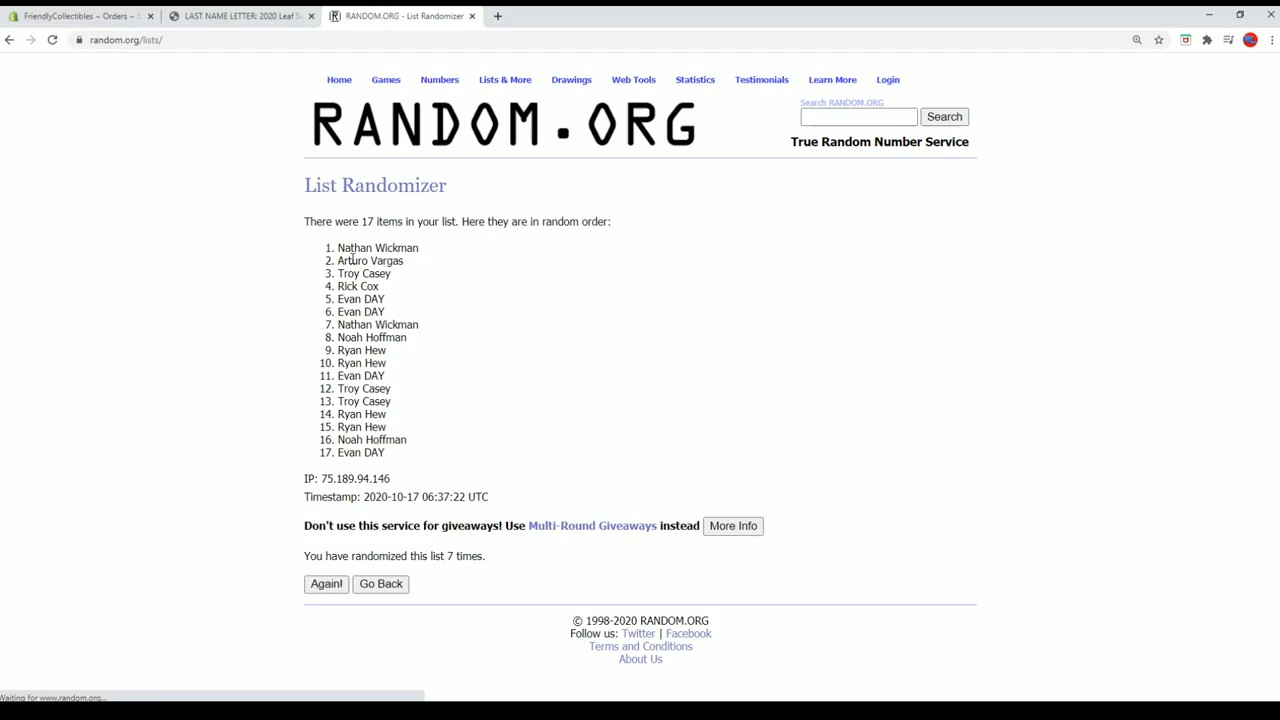 FriendlyCollectibles ~ Orders ~ S
LAST NAME LETTER: 2020 Leaf S
RANDOM.ORG - List Randomizer
random.org/lists/
Home Games Numbers Lists & More Drawings Web Tools Statistics Testimonials Learn More Login
RANDOM.ORG
Search RANDOM.ORG
Search
True Random Number Service
List Randomizer
There were 17 items in your list. Here they are in random order:
1. Nathan Wickman
2. Arturo Vargas
3. Troy Casey
4. Rick Cox
5. Evan DAY
6. Evan DAY
7. Nathan Wickman
8. Noah Hoffman
9. Ryan Hew
10. Ryan Hew
11. Evan DAY
12. Troy Casey
13. Troy Casey
14. Ryan Hew
15. Ryan Hew
16. Noah Hoffman
17. Evan DAY
IP: 75.189.94.146
Timestamp: 2020-10-17 06:37:22 UTC
Don't use this service for giveaways! Use Multi-Round Giveaways instead More Info
You have randomized this list 7 times.
Again! Go Back
© 1998-2020 RANDOM.ORG
Follow us: Twitter | Facebook
Terms and Conditions
About Us
Waiting for www.random.org...